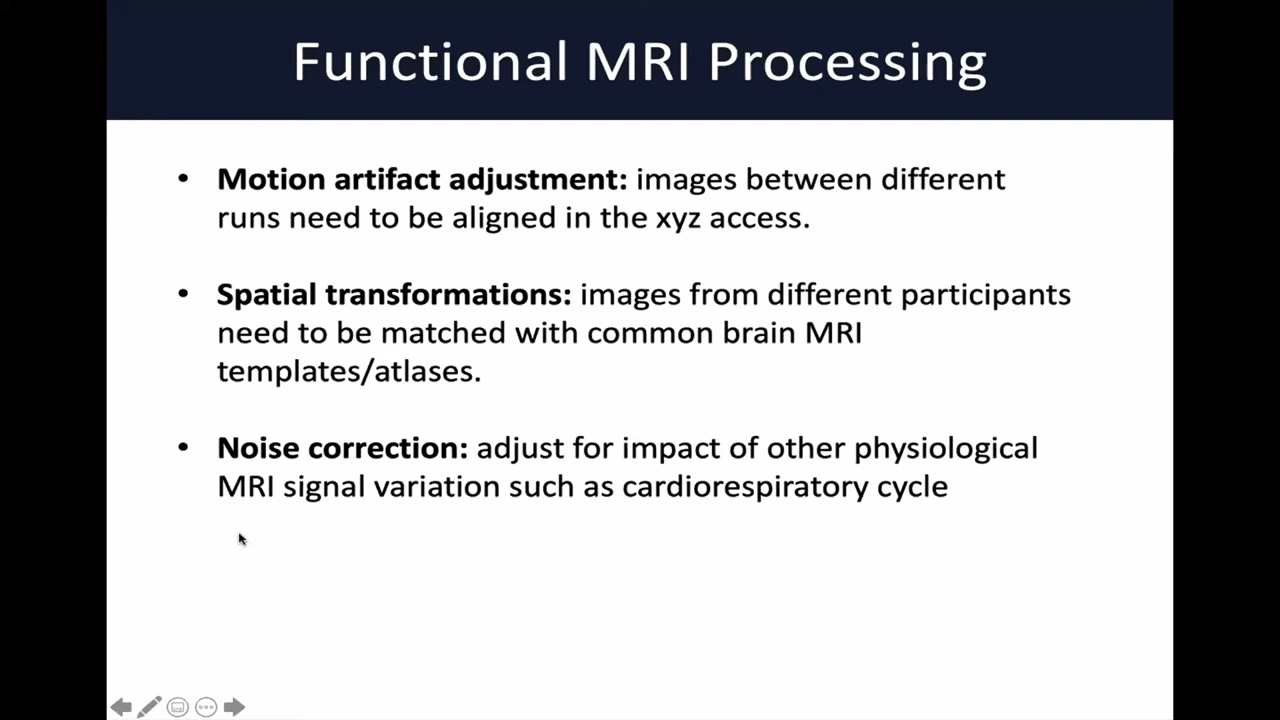 Functional MRI Processing
• Motion artifact adjustment: images between different
runs need to be aligned in the xyz access.
• Spatial transformations: images from different participants
need to be matched with common brain MRI
templates/atlases.
• Noise correction: adjust for impact of other physiological
MRI signal variation such as cardiorespiratory cycle